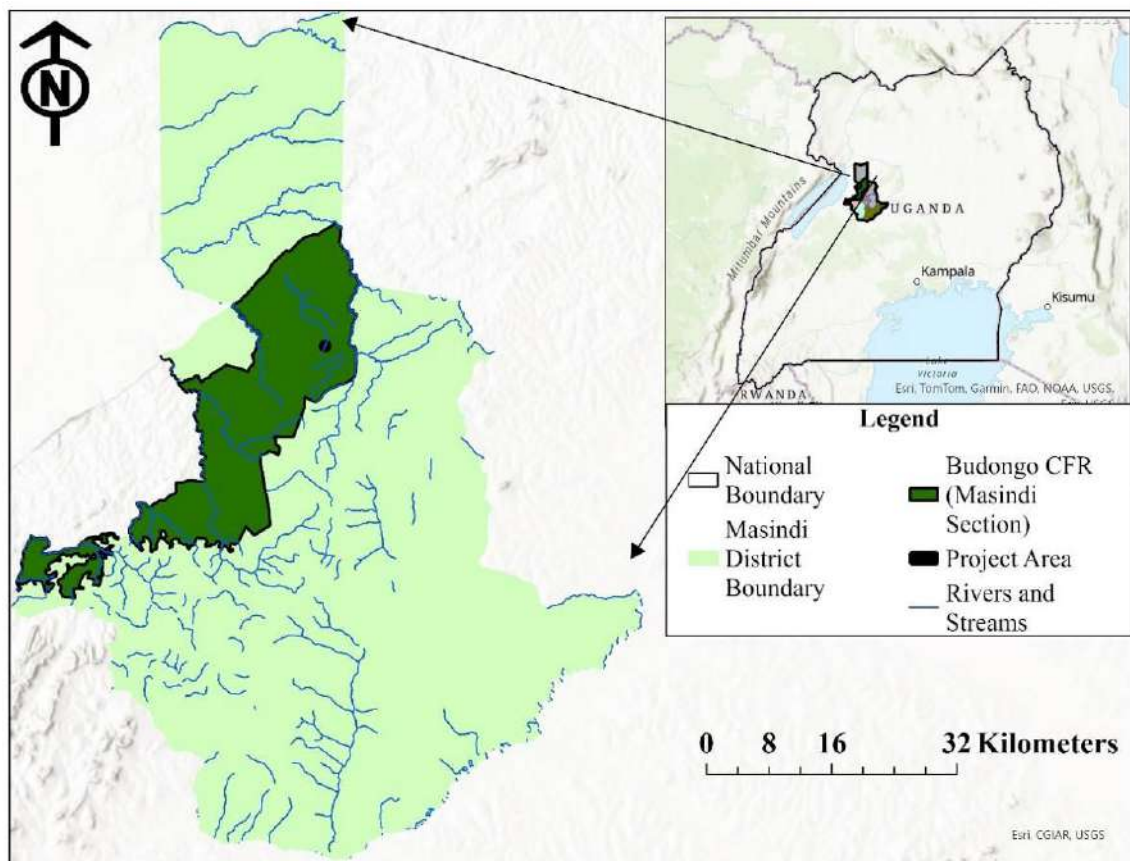 N
Mitumbar Mountains
UGANDA
Kampala
Kisumu
Lake
Victoria
RWANDA
Esri, TomTom, Garmin, FAO, NOAA, USGS,
Legend
National
Boundary
Masindi
District
Boundary
Budongo CFR
(Masindi
Section)
Project Area
Rivers and
Streams
0 8 16 32 Kilometers
Esri, CGIAR, USGS